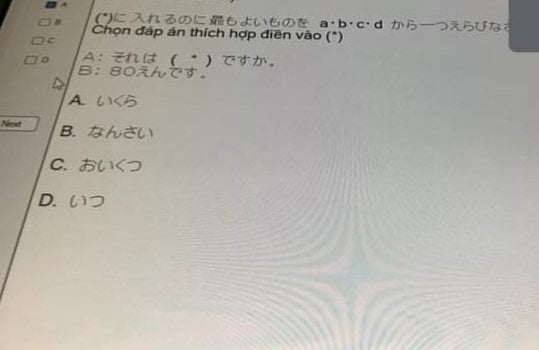 A
B
C
D
Next
(*)に入れるのに最もよいものを a・b・c・d から一つえらびな
Chọn đáp án thích hợp điền vào (*)
A: それは ( * ) ですか。
B: 80えんです。
A. いくら
B. なんさい
C. おいくつ
D. いつ